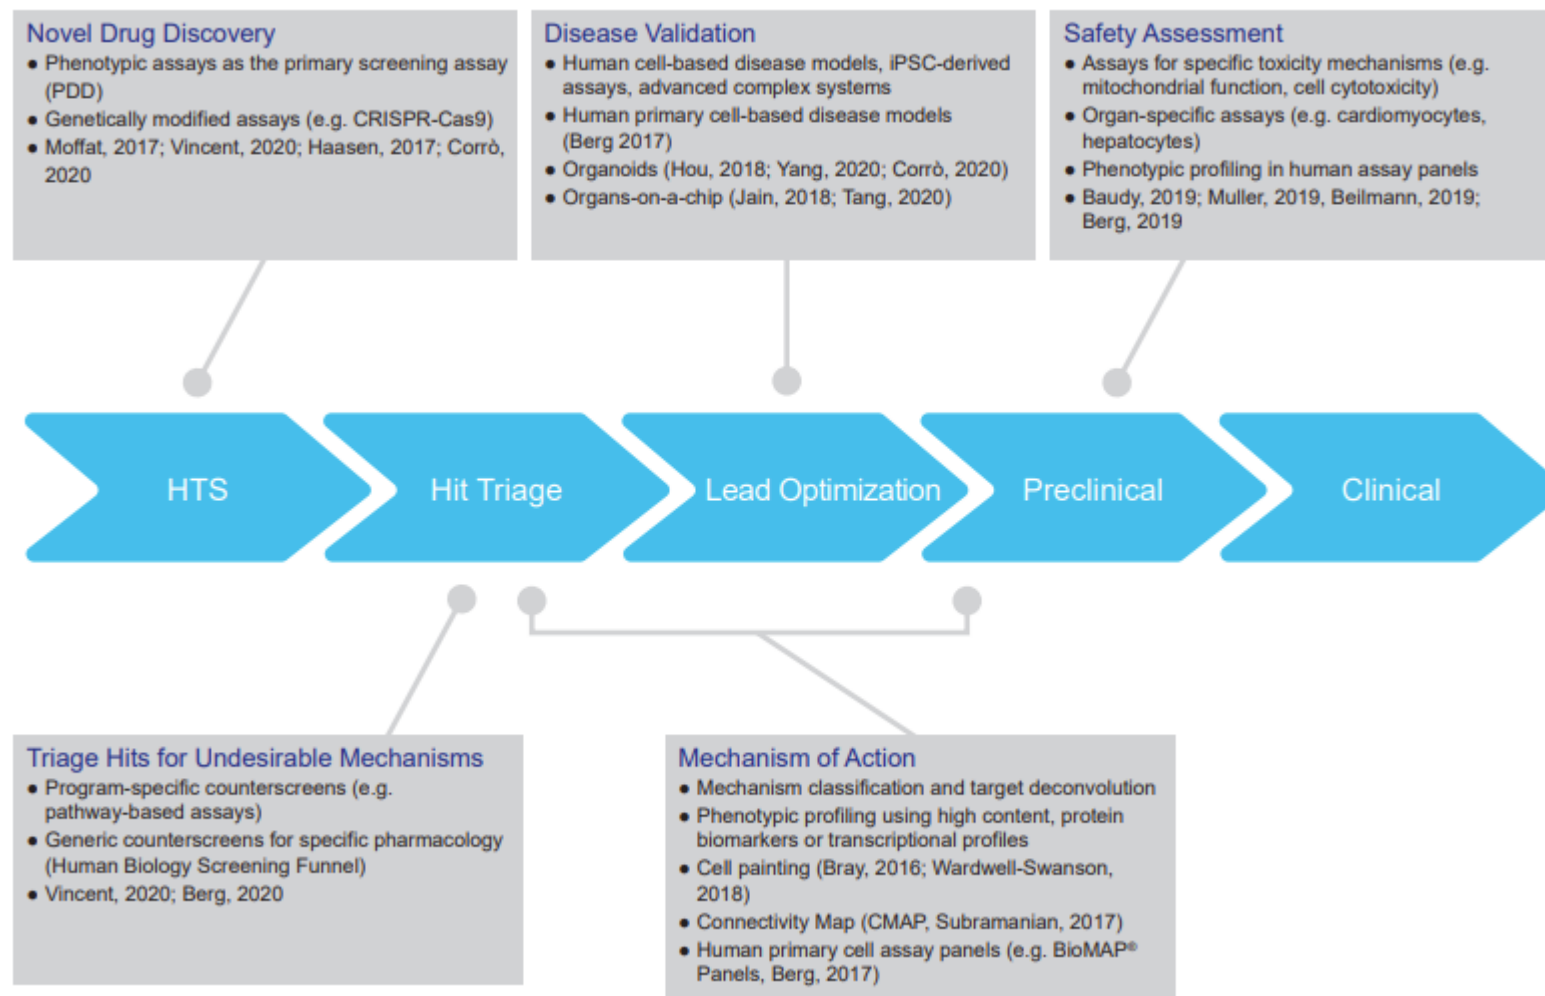 Novel Drug Discovery
● Phenotypic assays as the primary screening assay
(PDD)
● Genetically modified assays (e.g. CRISPR-Cas9)
● Moffat, 2017; Vincent, 2020; Haasen, 2017; Corrò,
2020
Disease Validation
● Human cell-based disease models, iPSC-derived
assays, advanced complex systems
● Human primary cell-based disease models
(Berg 2017)
● Organoids (Hou, 2018; Yang, 2020; Corrò, 2020)
● Organs-on-a-chip (Jain, 2018; Tang, 2020)
Safety Assessment
● Assays for specific toxicity mechanisms (e.g.
mitochondrial function, cell cytotoxicity)
● Organ-specific assays (e.g. cardiomyocytes,
hepatocytes)
● Phenotypic profiling in human assay panels
● Baudy, 2019; Muller, 2019, Beilmann, 2019;
Berg, 2019
HTS
Hit Triage
Lead Optimization
Preclinical
Clinical
Triage Hits for Undesirable Mechanisms
● Program-specific counterscreens (e.g.
pathway-based assays)
● Generic counterscreens for specific pharmacology
(Human Biology Screening Funnel)
● Vincent, 2020; Berg, 2020
Mechanism of Action
● Mechanism classification and target deconvolution
● Phenotypic profiling using high content, protein
biomarkers or transcriptional profiles
● Cell painting (Bray, 2016; Wardwell-Swanson,
2018)
● Connectivity Map (CMAP, Subramanian, 2017)
● Human primary cell assay panels (e.g. BioMAP®
Panels, Berg, 2017)